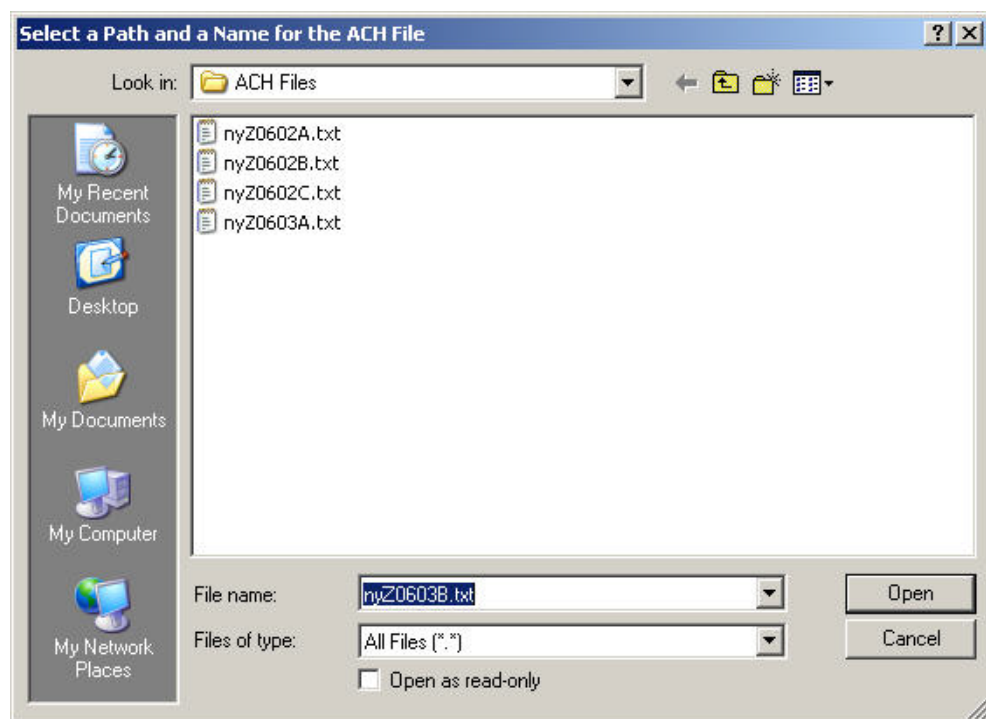 Select a Path and a Name for the ACH File
Look in: ACH Files
nyZ0602A.txt
nyZ0602B.txt
nyZ0602C.txt
nyZ0603A.txt
My Recent
Documents
Desktop
My Documents
My Computer
My Network
Places
File name: nyZ0603B.txt Open
Files of type: All Files (*.*) Cancel
Open as read-only